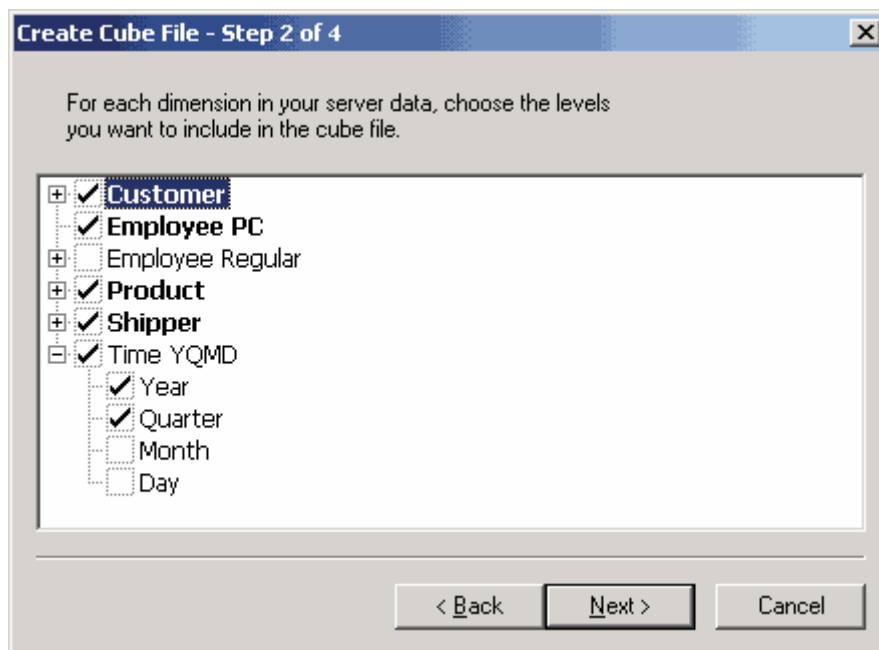 Create Cube File - Step 2 of 4
For each dimension in your server data, choose the levels
you want to include in the cube file.
Customer
Employee PC
Employee Regular
Product
Shipper
Time YQMD
Year
Quarter
Month
Day
< Back Next > Cancel